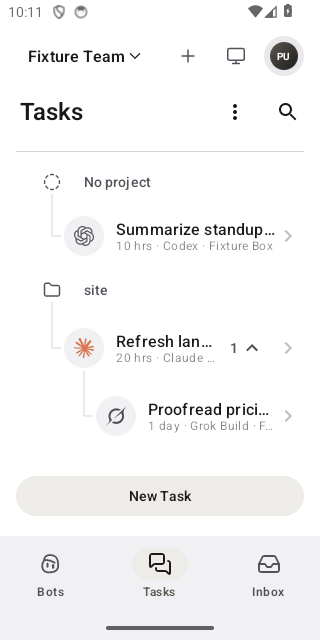 10:11
Fixture Team
PU
Tasks
No project
Summarize standup...
10 hrs · Codex · Fixture Box
site
Refresh lan...
1
20 hrs · Claude ...
Proofread prici...
1 day · Grok Build · F...
New Task
Bots
Tasks
Inbox